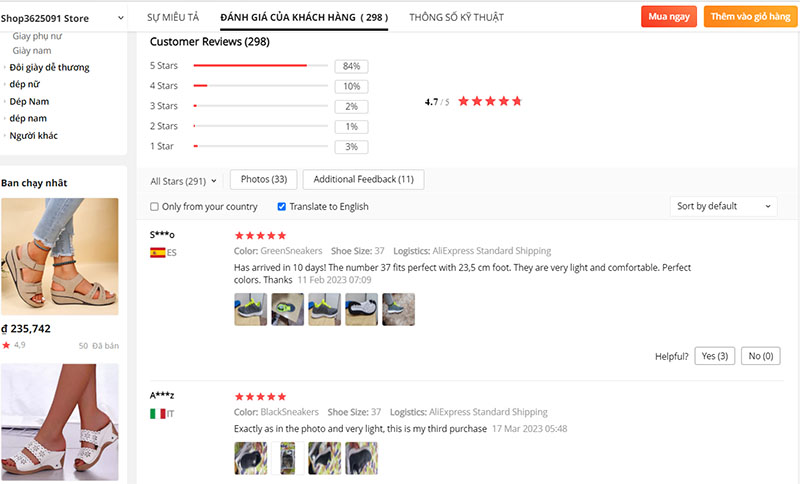 Shop3625091 Store
SỰ MIÊU TẢ
ĐÁNH GIÁ CỦA KHÁCH HÀNG ( 298 )
THÔNG SỐ KỸ THUẬT
Mua ngay
Thêm vào giỏ hàng
Giày phụ nữ
Giày nam
Đôi giày dễ thương
dép nữ
Dép Nam
dép nam
Người khác
Bán chạy nhất
₫ 235,742
4,9
50 Đã bán
Customer Reviews (298)
5 Stars 84%
4 Stars 10%
3 Stars 2%
2 Stars 1%
1 Star 3%
4.7 / 5
All Stars (291)
Photos (33)
Additional Feedback (11)
Only from your country
Translate to English
Sort by default
S***o
ES
Color: GreenSneakers Shoe Size: 37 Logistics: AliExpress Standard Shipping
Has arrived in 10 days! The number 37 fits perfect with 23,5 cm foot. They are very light and comfortable. Perfect
colors. Thanks 11 Feb 2023 07:09
Helpful?
Yes (3)
No (0)
A***z
IT
Color: BlackSneakers Shoe Size: 37 Logistics: AliExpress Standard Shipping
Exactly as in the photo and very light, this is my third purchase 17 Mar 2023 05:48